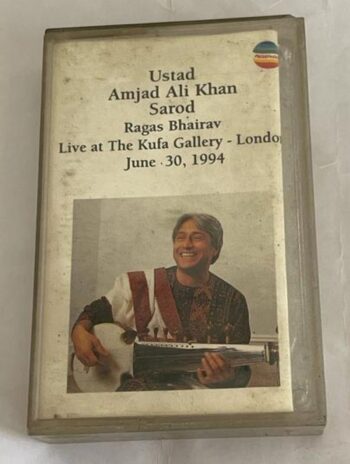 Ustad
Amjad Ali Khan
Sarod
Ragas Bhairav
Live at The Kufa Gallery - Londo
June 30, 1994